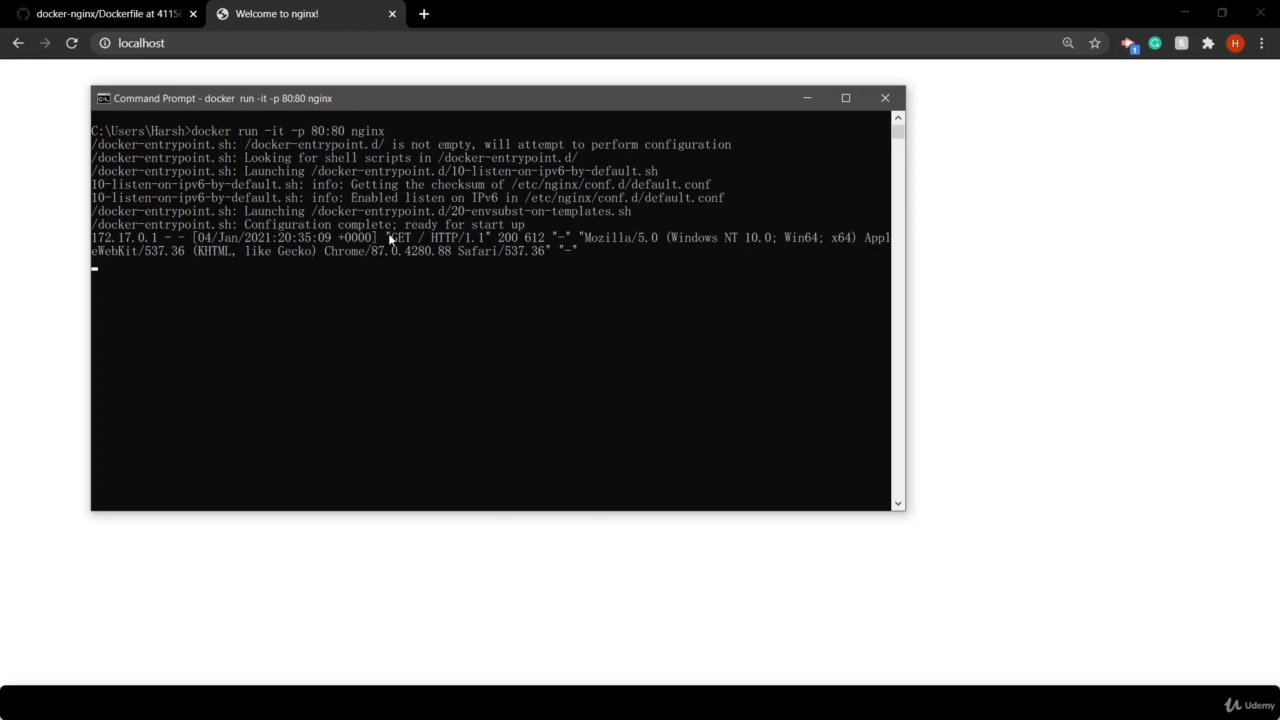 docker-nginx/Dockerfile at 4115
Welcome to nginx!
localhost
1
H
Command Prompt - docker  run -it -p 80:80 nginx
C:\Users\Harsh>docker run -it -p 80:80 nginx
/docker-entrypoint.sh: /docker-entrypoint.d/ is not empty, will attempt to perform configuration
/docker-entrypoint.sh: Looking for shell scripts in /docker-entrypoint.d/
/docker-entrypoint.sh: Launching /docker-entrypoint.d/10-listen-on-ipv6-by-default.sh
10-listen-on-ipv6-by-default.sh: info: Getting the checksum of /etc/nginx/conf.d/default.conf
10-listen-on-ipv6-by-default.sh: info: Enabled listen on IPv6 in /etc/nginx/conf.d/default.conf
/docker-entrypoint.sh: Launching /docker-entrypoint.d/20-envsubst-on-templates.sh
/docker-entrypoint.sh: Configuration complete; ready for start up
172.17.0.1 - - [04/Jan/2021:20:35:09 +0000] "GET / HTTP/1.1" 200 612 "-" "Mozilla/5.0 (Windows NT 10.0; Win64; x64) Appl
eWebKit/537.36 (KHTML, like Gecko) Chrome/87.0.4280.88 Safari/537.36" "-"
Udemy